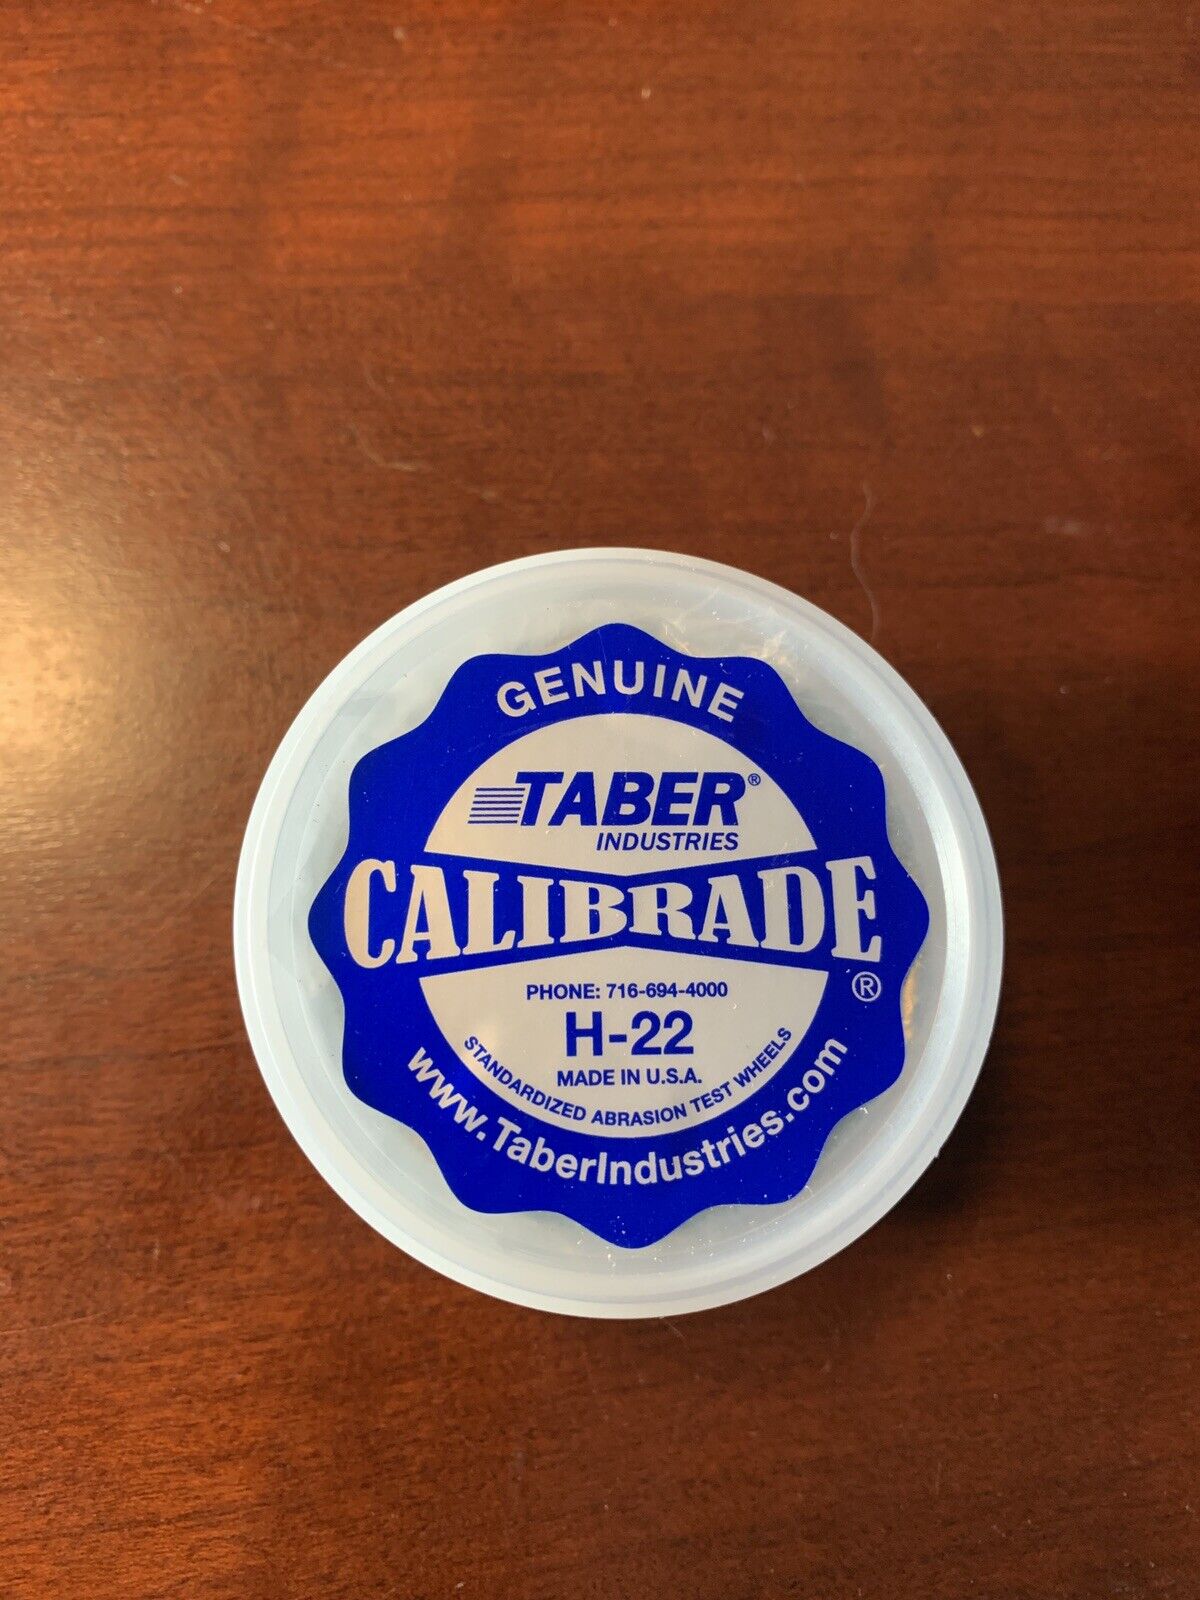 GENUINE
TABER®
INDUSTRIES
CALIBRADE
®
PHONE: 716-694-4000
H-22
MADE IN U.S.A.
STANDARDIZED ABRASION TEST WHEELS
www.TaberIndustries.com